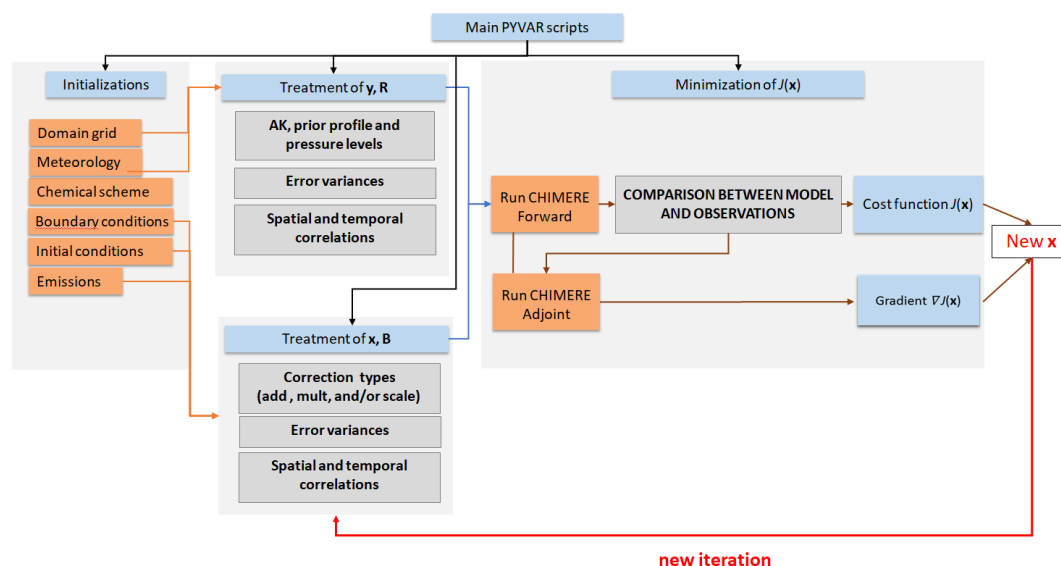 Main PYVAR scripts
Initializations
Domain grid
Meteorology
Chemical scheme
Boundary conditions
Initial conditions
Emissions
Treatment of y, R
AK, prior profile and
pressure levels
Error variances
Spatial and temporal
correlations
Treatment of x, B
Correction types
(add , mult, and/or scale)
Error variances
Spatial and temporal
correlations
Minimization of J(x)
Run CHIMERE
Forward
COMPARISON BETWEEN MODEL
AND OBSERVATIONS
Cost function J(x)
New x
Run CHIMERE
Adjoint
Gradient ∇J(x)
new iteration